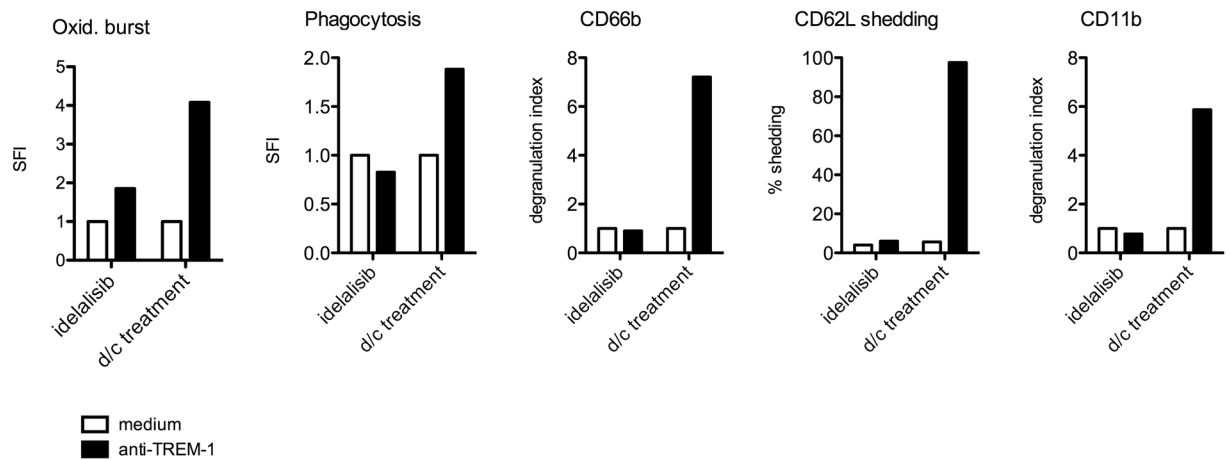 Oxid. burst
SFI
5
4
3
2
1
0
idelalisib
d/c treatment
Phagocytosis
SFI
2.0
1.5
1.0
0.5
0.0
idelalisib
d/c treatment
CD66b
degranulation index
8
6
4
2
0
idelalisib
d/c treatment
CD62L shedding
% shedding
100
80
60
40
20
0
idelalisib
d/c treatment
CD11b
degranulation index
8
6
4
2
0
idelalisib
d/c treatment
medium
anti-TREM-1